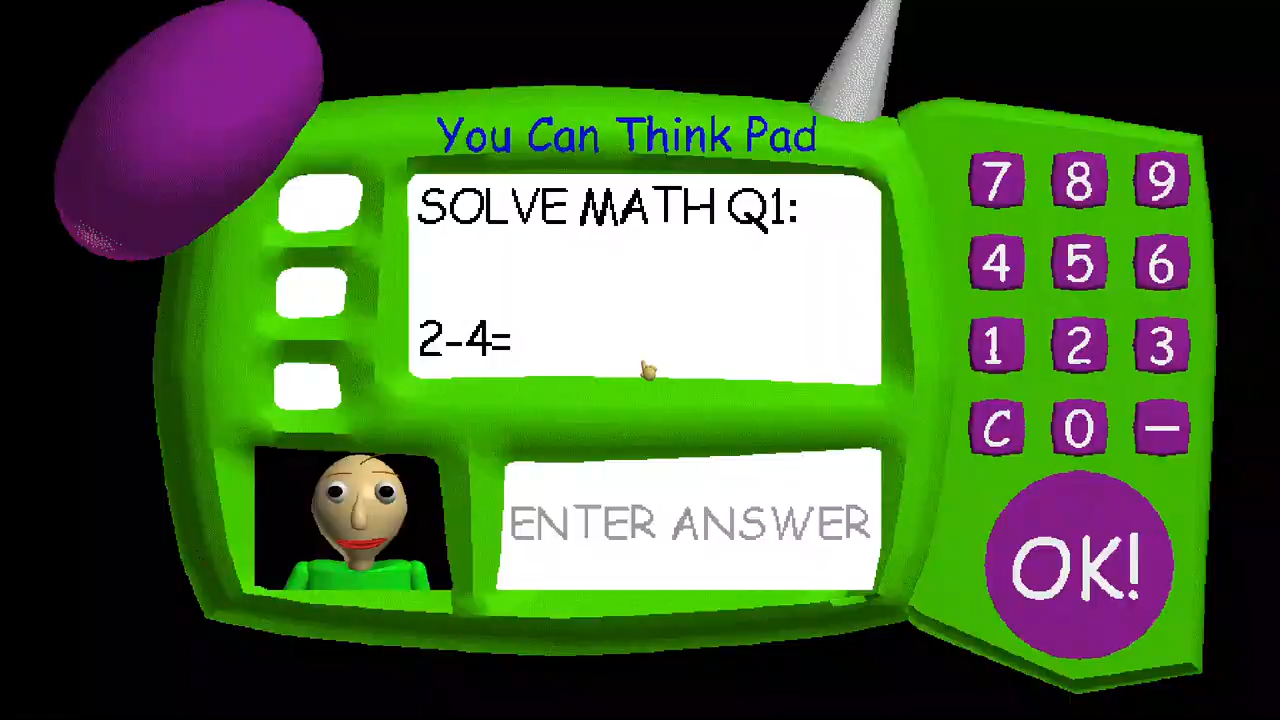 You Can Think Pad
SOLVE MATH Q1:
2-4=
ENTER ANSWER
7 8 9
4 5 6
1 2 3
C 0 −
OK!